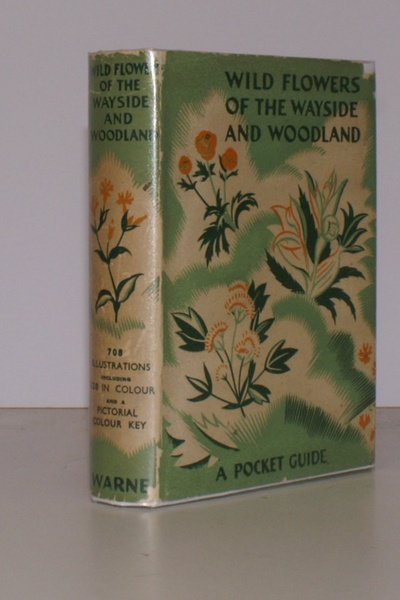 WILD FLOWERS
OF THE WAYSIDE
AND WOODLAND
A POCKET GUIDE
WILD FLOWER
OF THE
WAYSIDE
AND
WOODLAND
708
ILLUSTRATIONS
INCLUDING
IN COLOUR
AND A
PICTORIAL
COLOUR KEY
WARNE